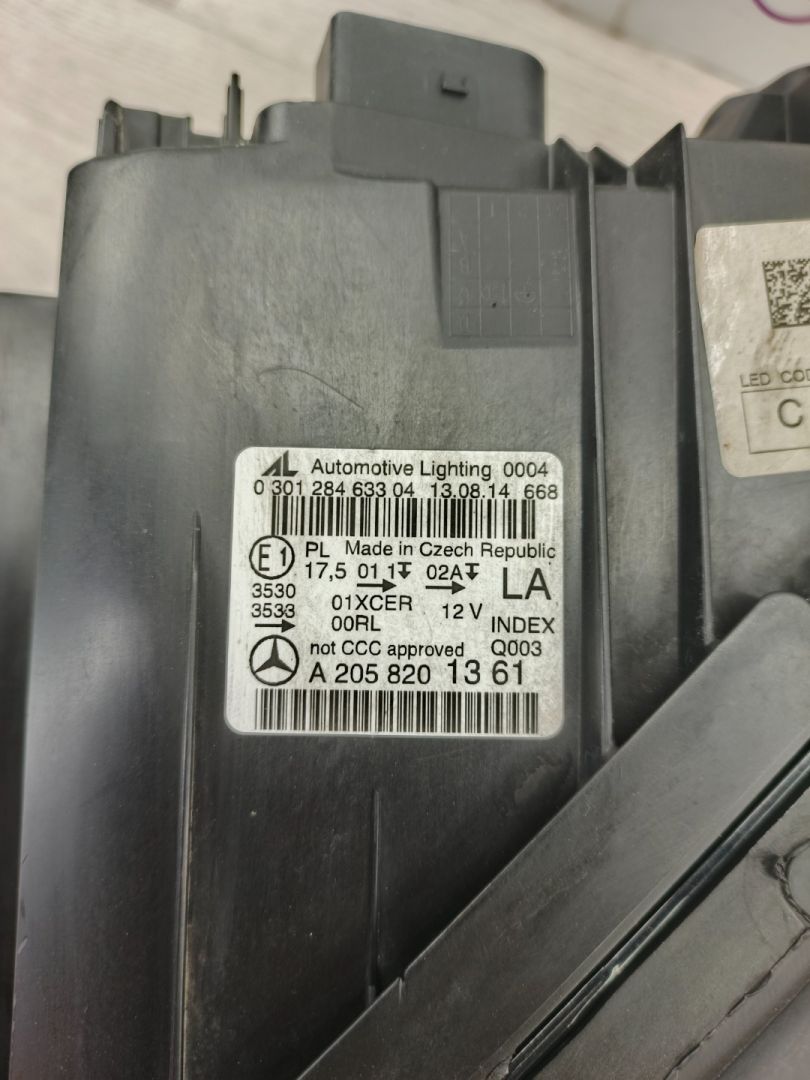 AL Automotive Lighting 0004
0 301 284 633 04 13.08.14 668
E1 PL Made in Czech Republic
17,5 01 1 02A LA
3530
3533 01XCER 12 V
00RL INDEX
not CCC approved Q003
A 205 820 1361
LED COD
C